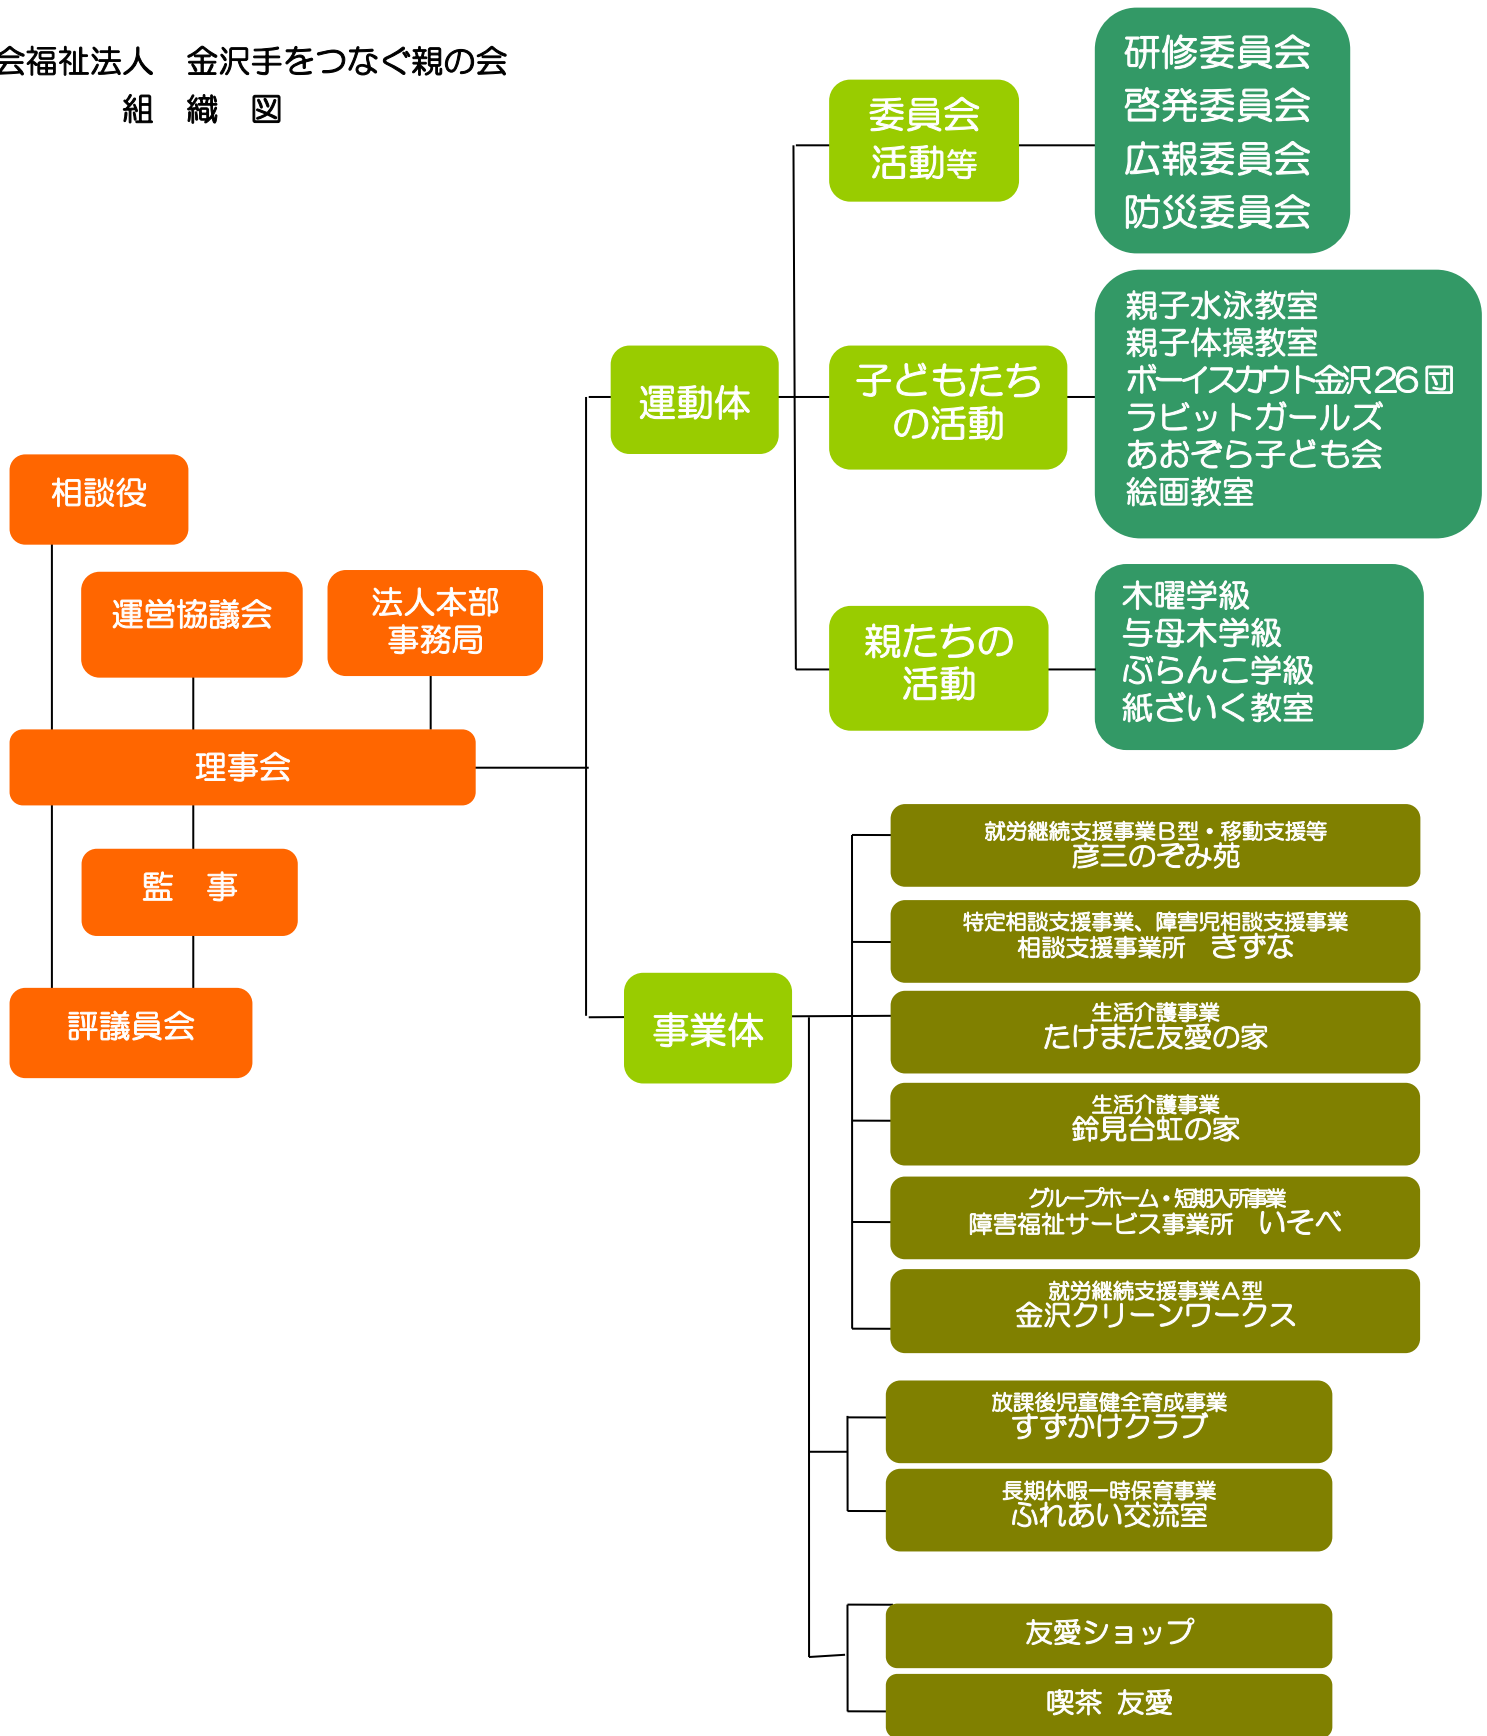 会福祉法人　金沢手をつなぐ親の会
組　織　図
委員会
活動等
研修委員会
啓発委員会
広報委員会
防災委員会
運動体
子どもたち
の活動
親子水泳教室
親子体操教室
ボーイスカウト金沢26団
ラビットガールズ
あおぞら子ども会
絵画教室
親たちの
活動
木曜学級
与母木学級
ぶらんこ学級
紙ざいく教室
相談役
運営協議会
法人本部
事務局
理事会
監　事
評議員会
事業体
就労継続支援事業Ｂ型・移動支援等
彦三のぞみ苑
特定相談支援事業、障害児相談支援事業
相談支援事業所　きずな
生活介護事業
たけまた友愛の家
生活介護事業
鈴見台虹の家
グループホーム・短期入所事業
障害福祉サービス事業所　いそべ
就労継続支援事業Ａ型
金沢クリーンワークス
放課後児童健全育成事業
すずかけクラブ
長期休暇一時保育事業
ふれあい交流室
友愛ショップ
喫茶 友愛